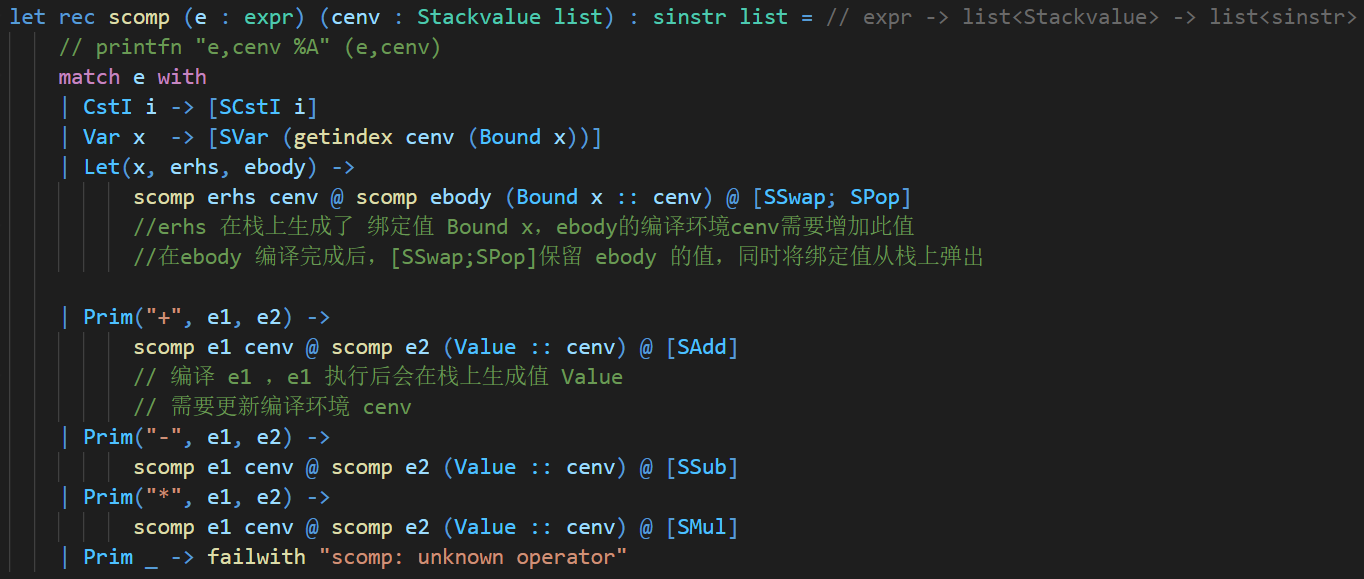 let rec scomp (e : expr) (cenv : Stackvalue list) : sinstr list = // expr -> list<Stackvalue> -> list<sinstr>
// printfn "e,cenv %A" (e,cenv)
match e with
| CstI i -> [SCstI i]
| Var x  -> [SVar (getindex cenv (Bound x))]
| Let(x, erhs, ebody) ->
scomp erhs cenv @ scomp ebody (Bound x :: cenv) @ [SSwap; SPop]
//erhs 在栈上生成了 绑定值 Bound x，ebody的编译环境cenv需要增加此值
//在ebody 编译完成后，[SSwap;SPop]保留 ebody 的值，同时将绑定值从栈上弹出
| Prim("+", e1, e2) ->
scomp e1 cenv @ scomp e2 (Value :: cenv) @ [SAdd]
// 编译 e1 ，e1 执行后会在栈上生成值 Value
// 需要更新编译环境 cenv
| Prim("-", e1, e2) ->
scomp e1 cenv @ scomp e2 (Value :: cenv) @ [SSub]
| Prim("*", e1, e2) ->
scomp e1 cenv @ scomp e2 (Value :: cenv) @ [SMul]
| Prim _ -> failwith "scomp: unknown operator"